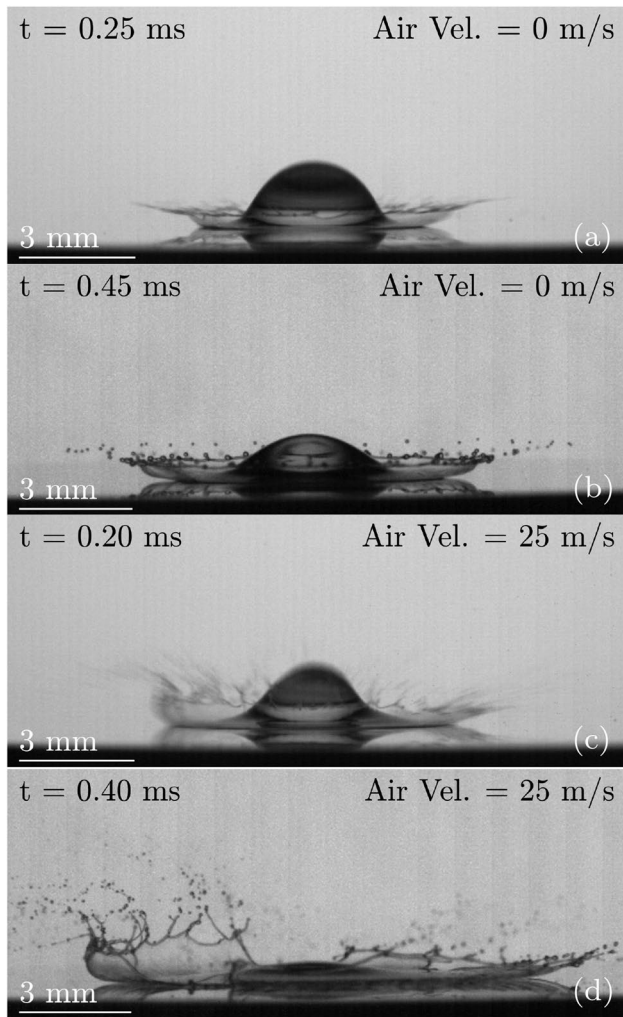 t = 0.25 ms Air Vel. = 0 m/s
3 mm (a)
t = 0.45 ms Air Vel. = 0 m/s
3 mm (b)
t = 0.20 ms Air Vel. = 25 m/s
3 mm (c)
t = 0.40 ms Air Vel. = 25 m/s
3 mm (d)